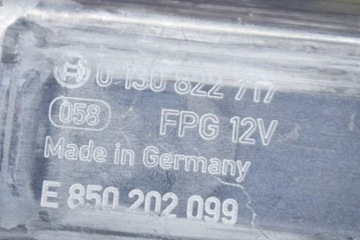 0 130 822 717
058 FPG 12V
Made in Germany
E 850 202 099